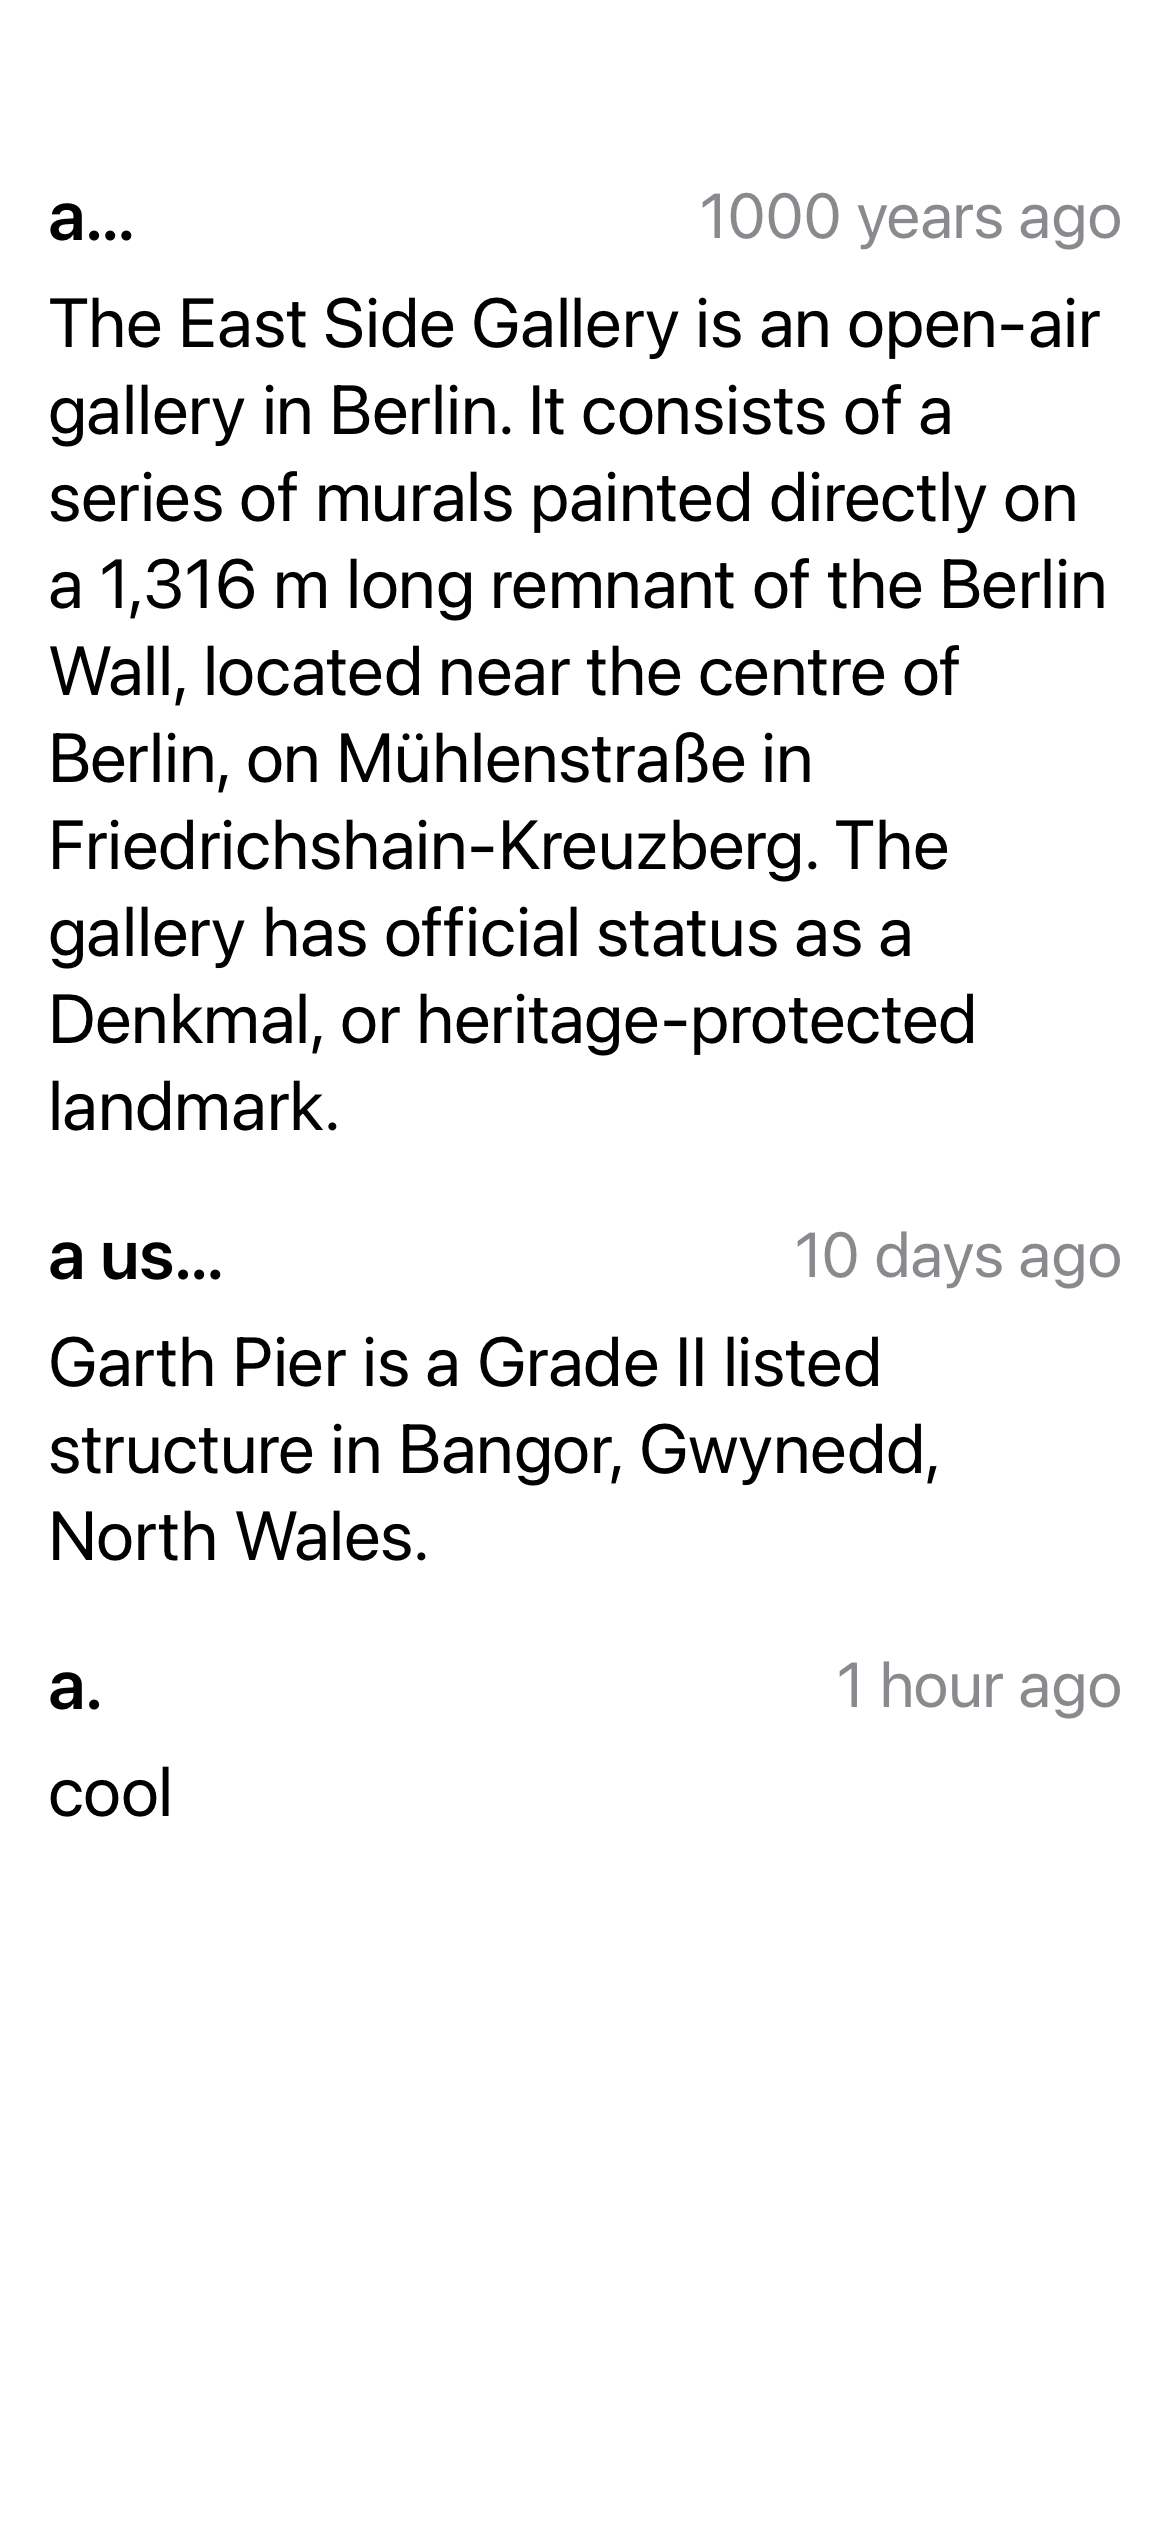 a...
1000 years ago
The East Side Gallery is an open-air
gallery in Berlin. It consists of a
series of murals painted directly on
a 1,316 m long remnant of the Berlin
Wall, located near the centre of
Berlin, on Mühlenstraße in
Friedrichshain-Kreuzberg. The
gallery has official status as a
Denkmal, or heritage-protected
landmark.
a us...
10 days ago
Garth Pier is a Grade II listed
structure in Bangor, Gwynedd,
North Wales.
a.
1 hour ago
cool